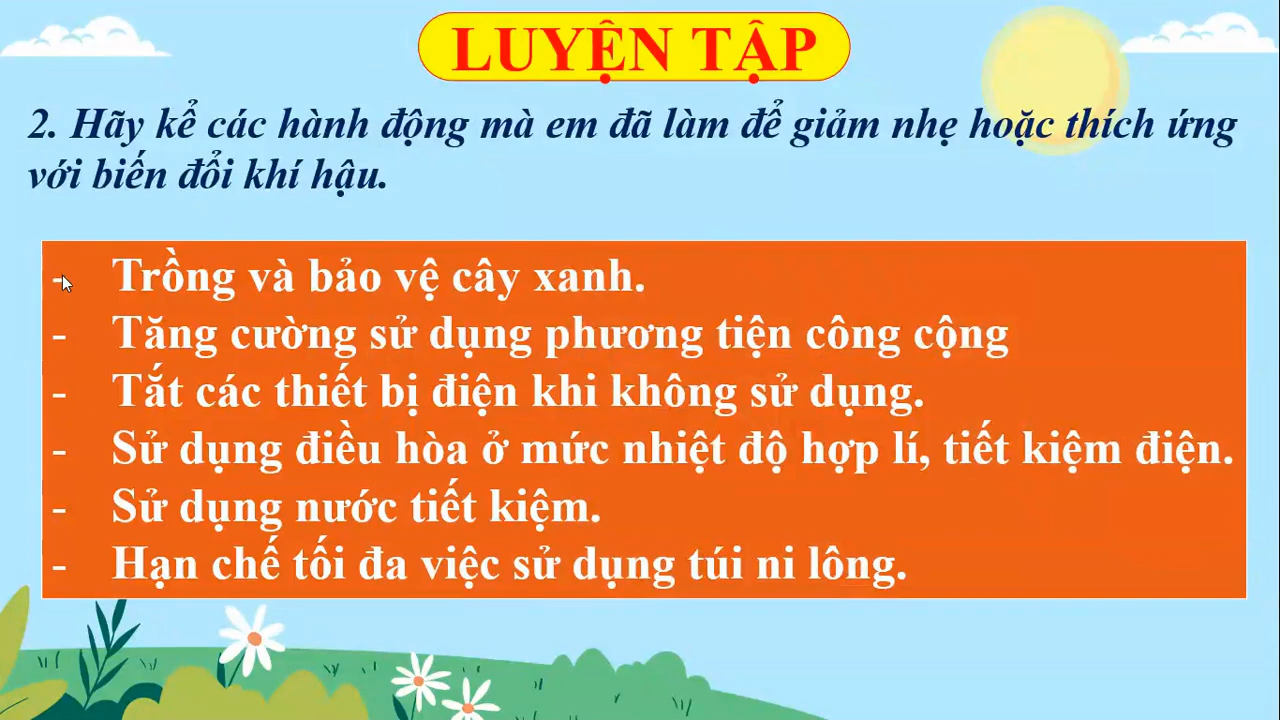 LUYỆN TẬP
2. Hãy kể các hành động mà em đã làm để giảm nhẹ hoặc thích ứng
với biến đổi khí hậu.
- Trồng và bảo vệ cây xanh.
- Tăng cường sử dụng phương tiện công cộng
- Tắt các thiết bị điện khi không sử dụng.
- Sử dụng điều hòa ở mức nhiệt độ hợp lí, tiết kiệm điện.
- Sử dụng nước tiết kiệm.
- Hạn chế tối đa việc sử dụng túi ni lông.